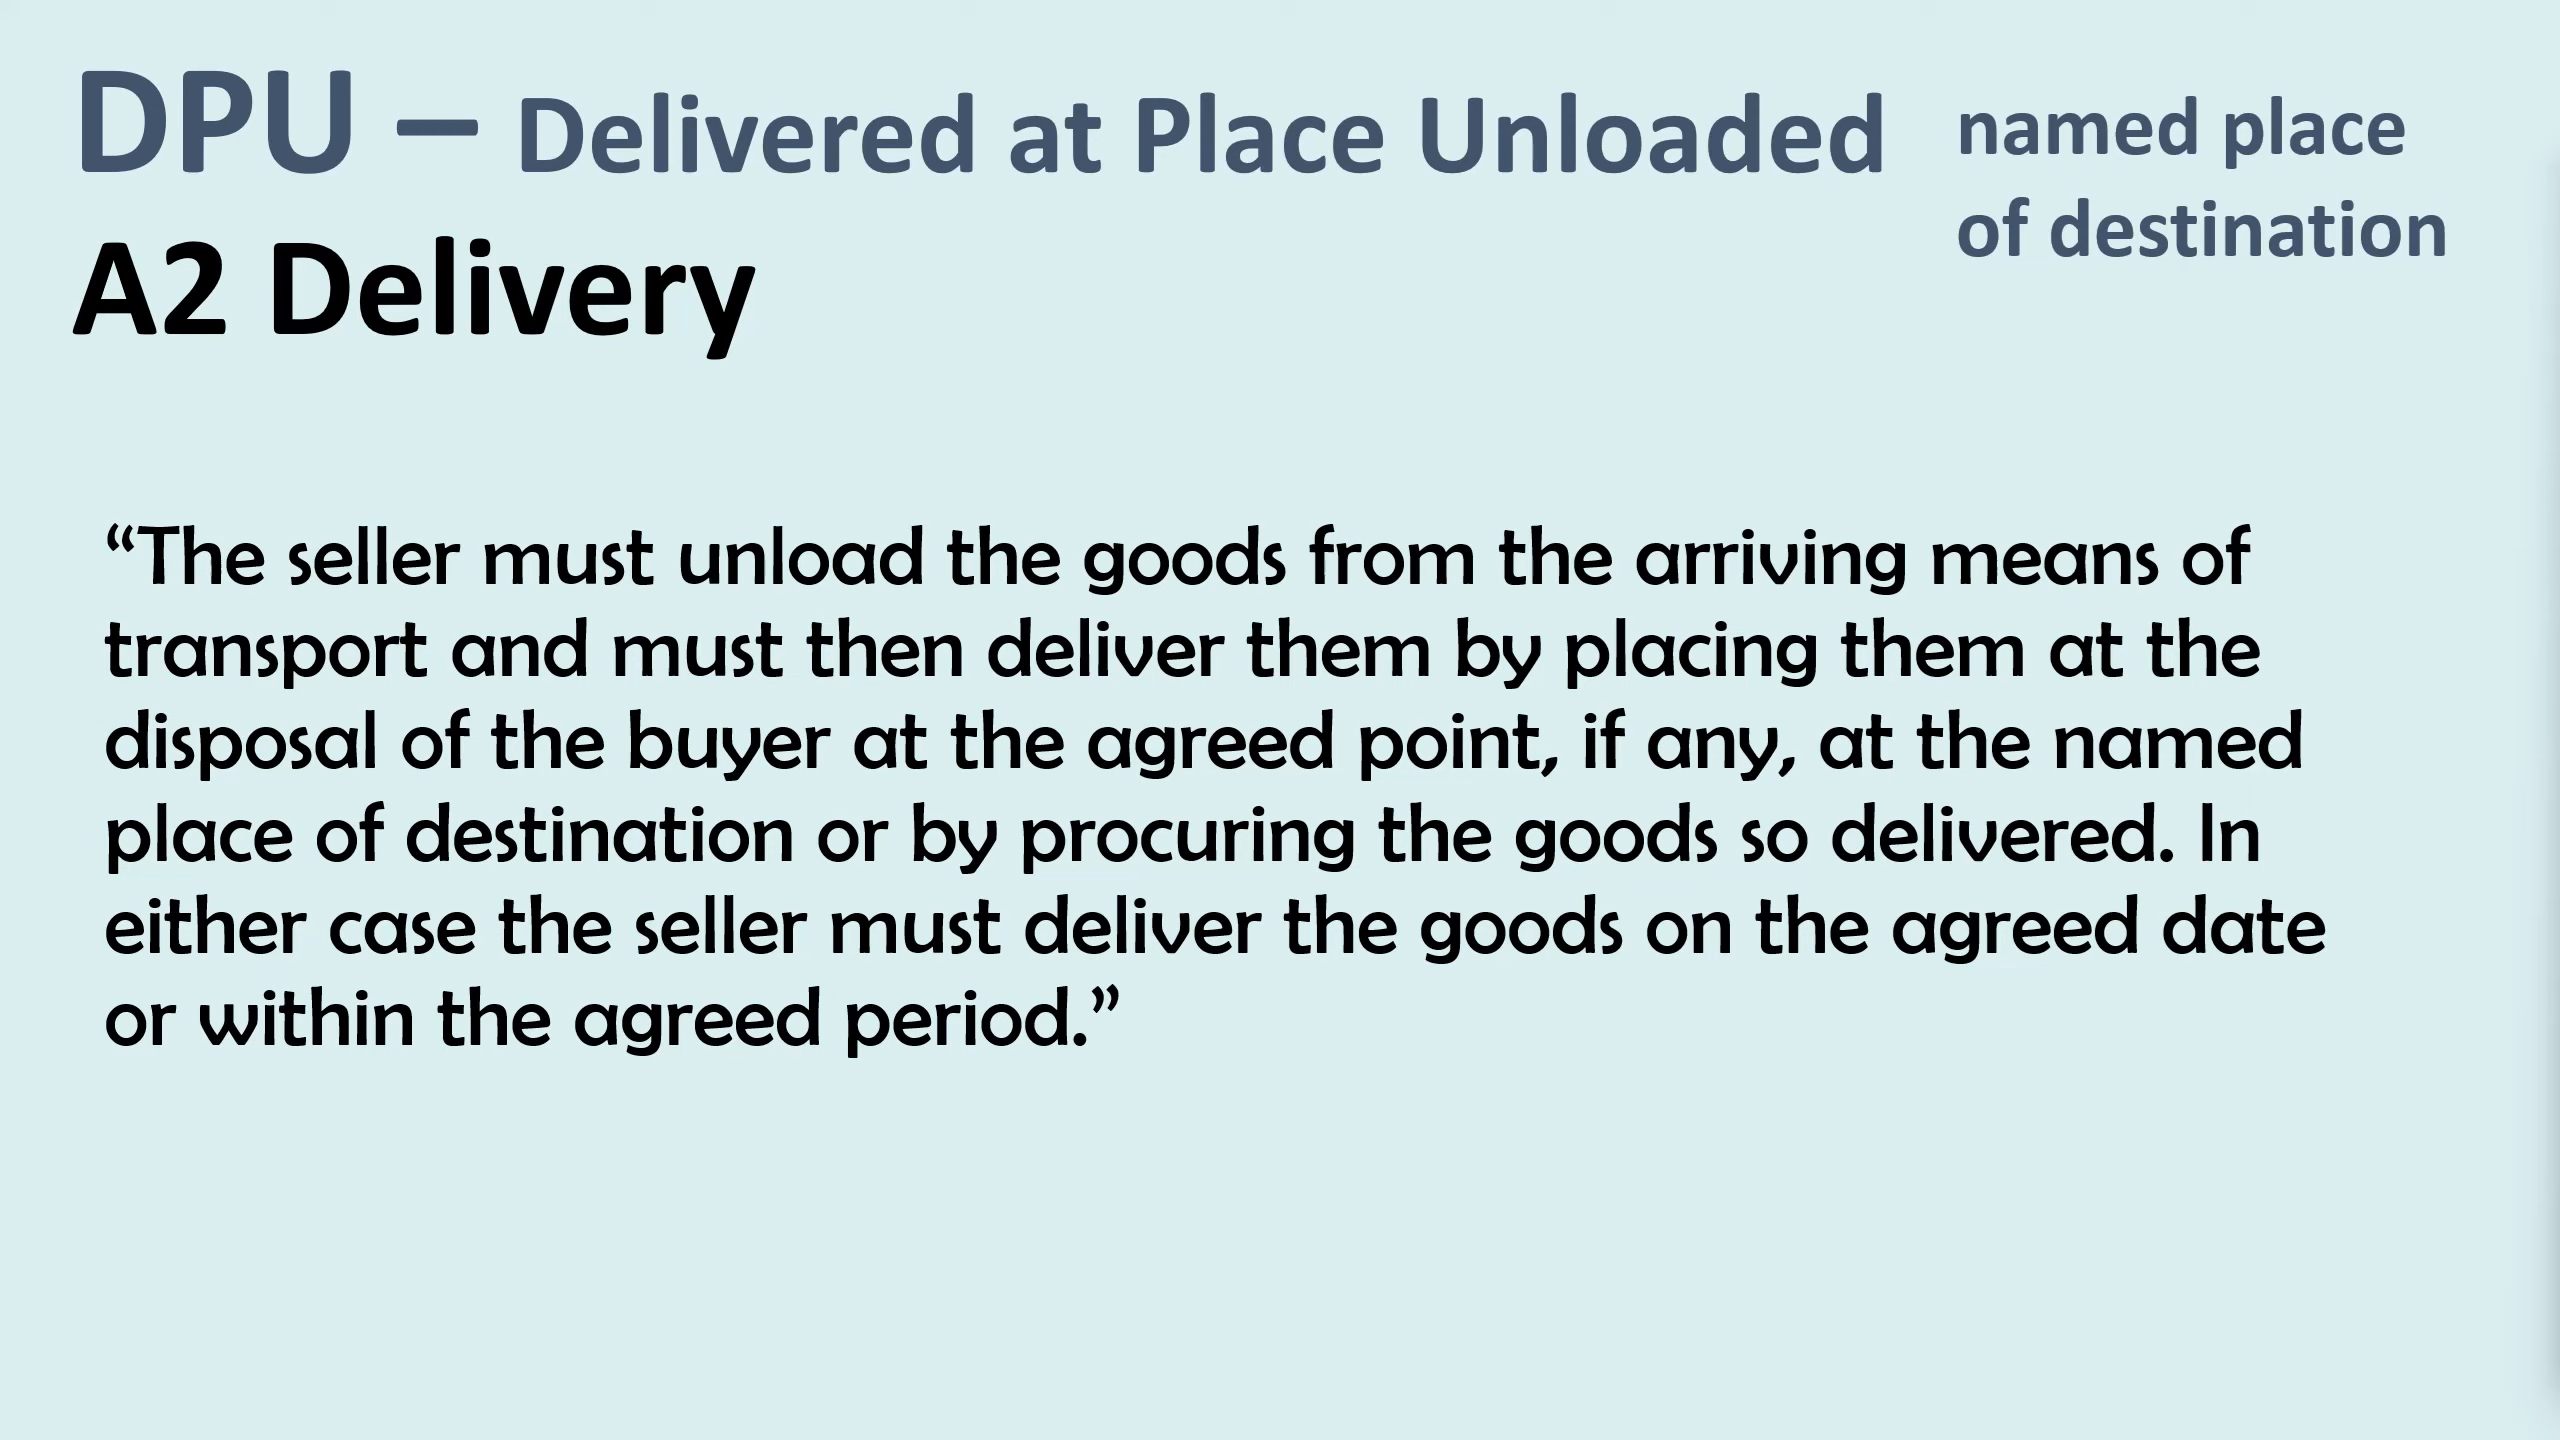 DPU – Delivered at Place Unloaded
named place
of destination
A2 Delivery
“The seller must unload the goods from the arriving means of
transport and must then deliver them by placing them at the
disposal of the buyer at the agreed point, if any, at the named
place of destination or by procuring the goods so delivered. In
either case the seller must deliver the goods on the agreed date
or within the agreed period.”